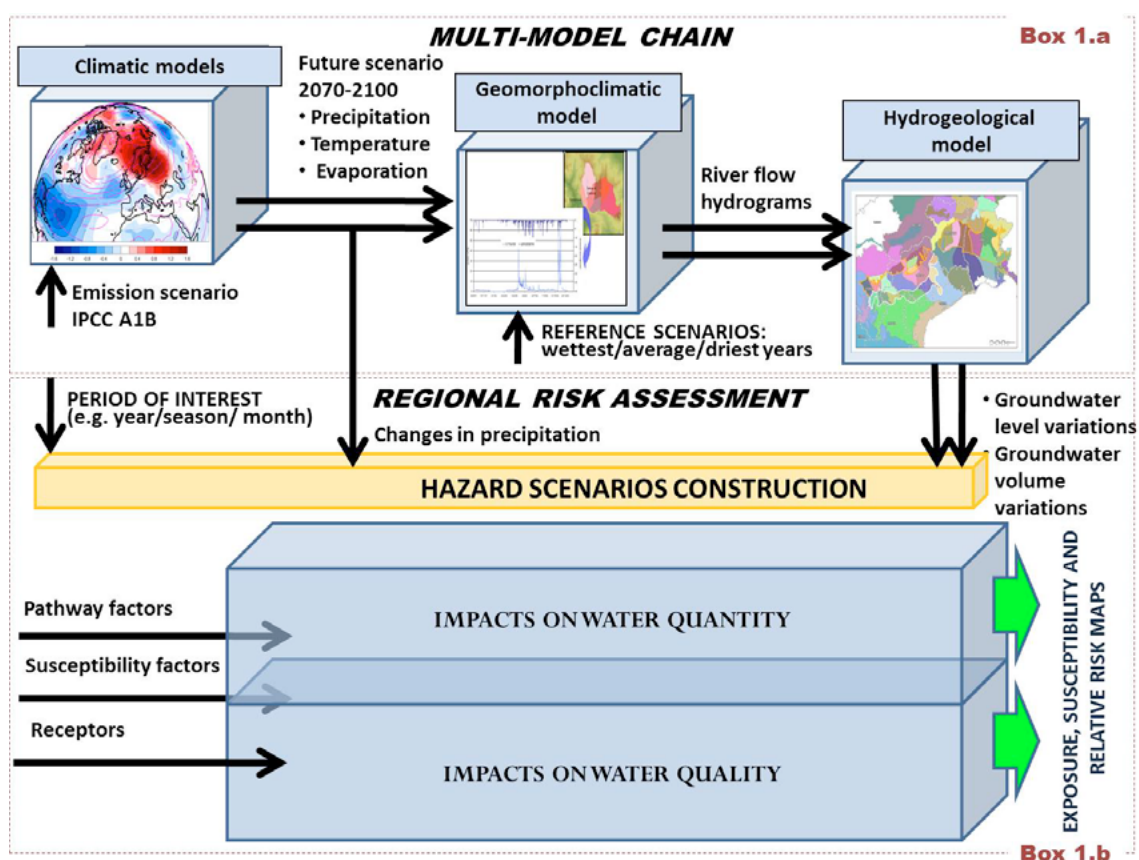 MULTI-MODEL CHAIN
Box 1.a
Climatic models
Future scenario
2070-2100
• Precipitation
• Temperature
• Evaporation
Geomorphoclimatic
model
Hydrogeological
model
River flow
hydrograms
Emission scenario
IPCC A1B
REFERENCE SCENARIOS:
wettest/average/driest years
PERIOD OF INTEREST
(e.g. year/season/ month)
REGIONAL RISK ASSESSMENT
Changes in precipitation
• Groundwater
level variations
• Groundwater
volume
variations
HAZARD SCENARIOS CONSTRUCTION
Pathway factors
Susceptibility factors
Receptors
IMPACTS ON WATER QUANTITY
IMPACTS ON WATER QUALITY
EXPOSURE, SUSCEPTIBILITY AND
RELATIVE RISK MAPS
Box 1.b